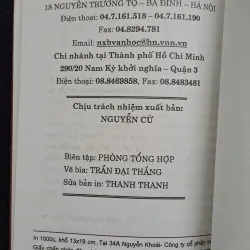 18 NGUYỄN TRƯỜNG TỘ – BA ĐÌNH – HÀ NỘI
Điện thoại: 04.7.161.518 – 04.7.161.190
Fax: 04.8294.781
Email: nxbvanhoc@hn.vnn.vn
Chi nhánh tại Thành phố Hồ Chí Minh
290/20 Nam Kỳ khởi nghĩa – Quận 3
Điện thoại: 08.8469858, Fax: 08.8483481
Chịu trách nhiệm xuất bản:
NGUYỄN CỪ
Biên tập: PHÒNG TỔNG HỢP
Vẽ bìa: TRẦN ĐẠI THẮNG
Sửa bản in: THANH THANH
In 1000c, khổ 13x19 cm. Tại 34A Nguyễn Khoái- Công ty cổ phần
Giấy chấp nhận